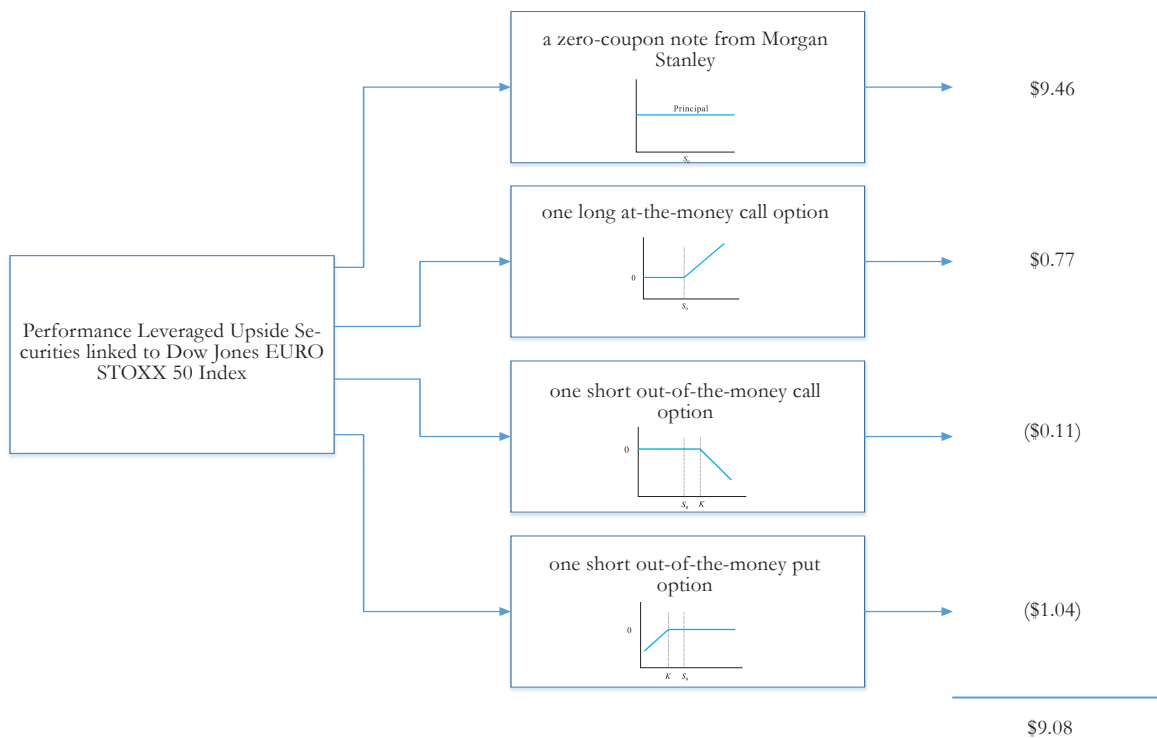 a zero-coupon note from Morgan
Stanley
Principal
S₀
$9.46
one long at-the-money call option
0
S₀
$0.77
Performance Leveraged Upside Se-
curities linked to Dow Jones EURO
STOXX 50 Index
one short out-of-the-money call
option
0
S₀ K
($0.11)
one short out-of-the-money put
option
0
K S₀
($1.04)
$9.08